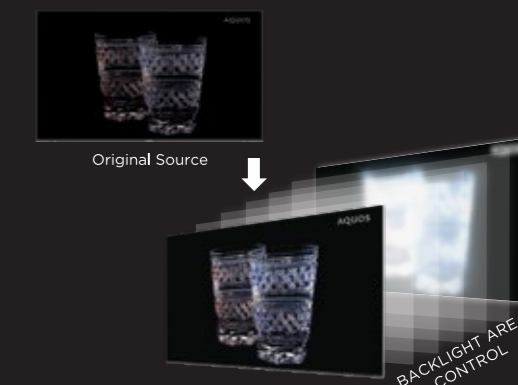 AQUOS
Original Source
AQUOS
BACKLIGHT ARE
CONTROL